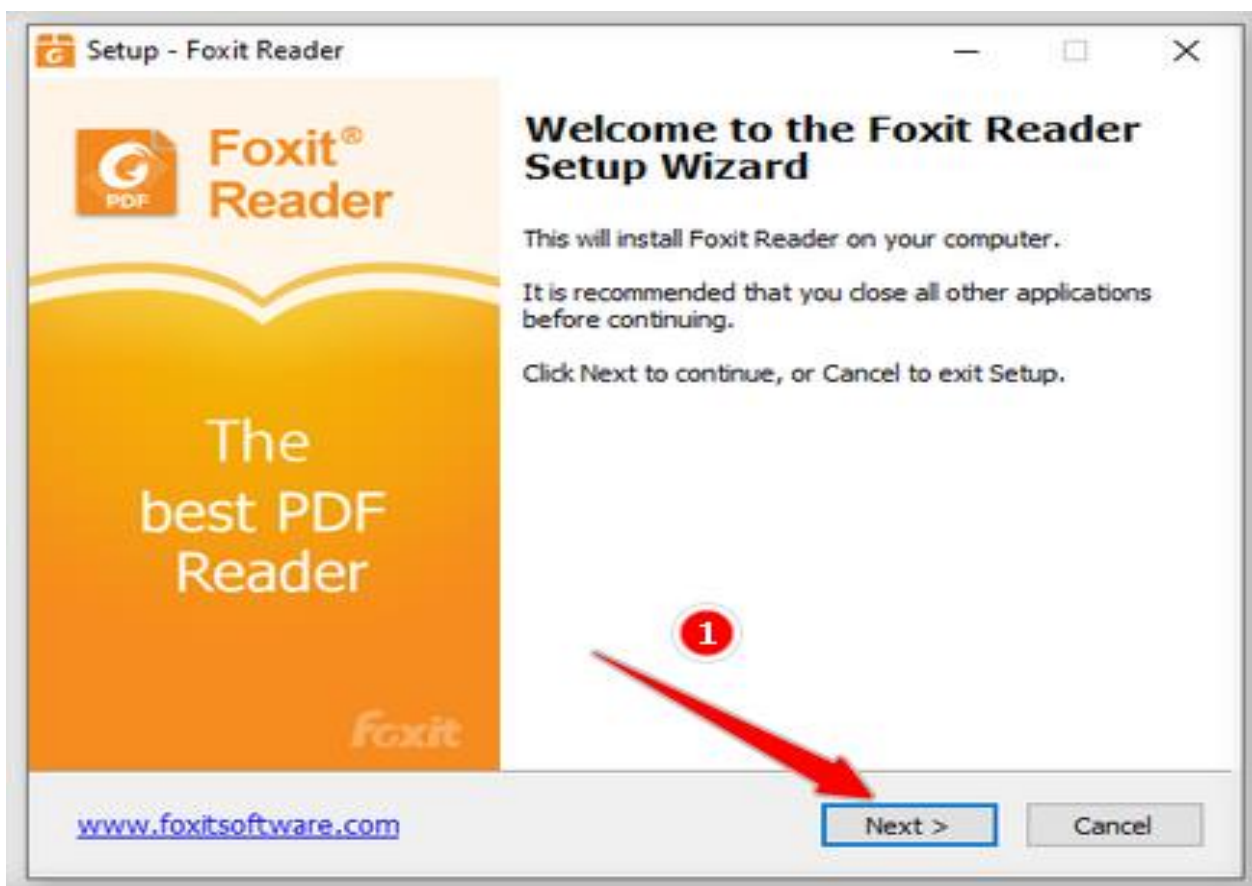 Setup - Foxit Reader
Foxit®
Reader
PDF
The
best PDF
Reader
Foxit
Welcome to the Foxit Reader
Setup Wizard
This will install Foxit Reader on your computer.
It is recommended that you close all other applications
before continuing.
Click Next to continue, or Cancel to exit Setup.
1
www.foxitsoftware.com
Next >
Cancel